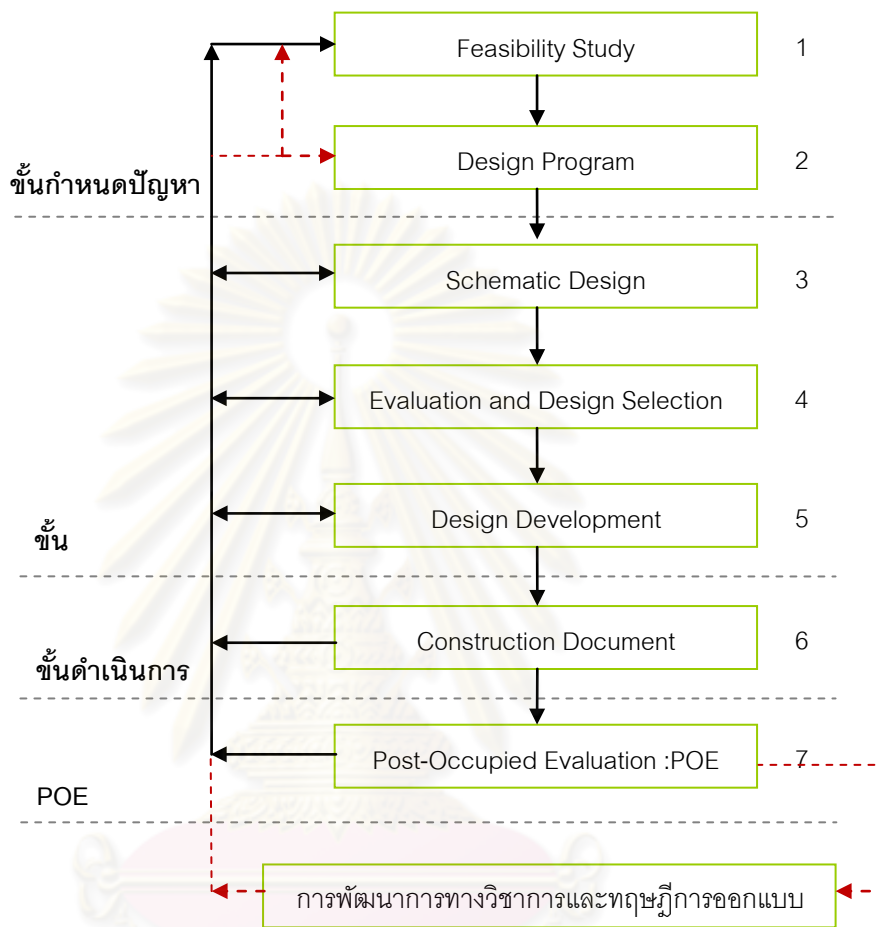 Feasibility Study 1
Design Program 2
ขั้นกำหนดปัญหา
Schematic Design 3
Evaluation and Design Selection 4
Design Development 5
ขั้น
Construction Document 6
ขั้นดำเนินการ
Post-Occupied Evaluation :POE 7
POE
การพัฒนาการทางวิชาการและทฤษฎีการออกแบบ